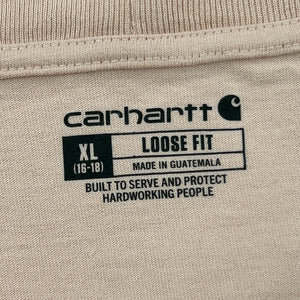 carhartt
XL LOOSE FIT
(16-18) MADE IN GUATEMALA
BUILT TO SERVE AND PROTECT
HARDWORKING PEOPLE